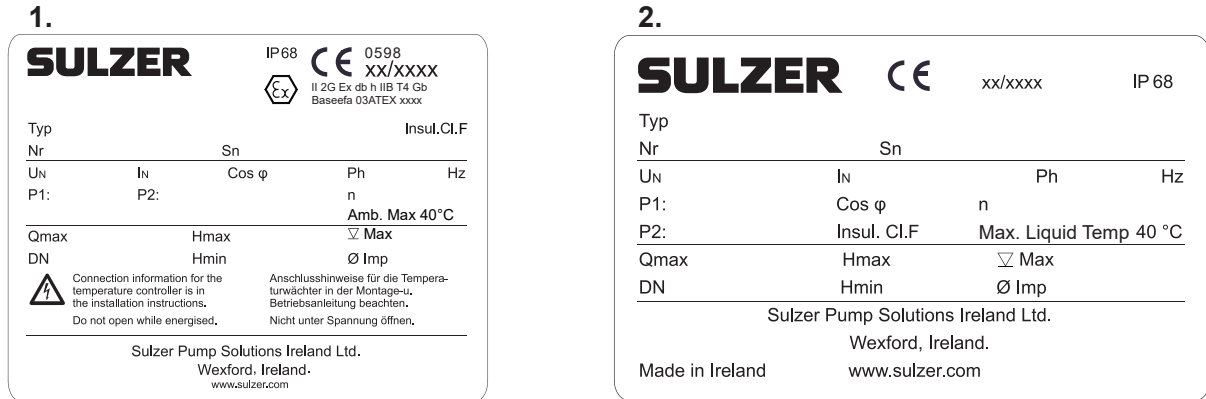 1.
SULZER IP68 CE 0598
xx/xxxx
Ex II 2G Ex db h IIB T4 Gb
Baseefa 03ATEX xxxx
Typ Insul.Cl.F
Nr Sn
UN IN Cos φ Ph Hz
P1: P2: n
Amb. Max 40°C
Qmax Hmax ▽ Max
DN Hmin Ø Imp
Connection information for the
temperature controller is in
the installation instructions.
Do not open while energised.
Anschlusshinweise für die Tempera-
turwächter in der Montage-u.
Betriebsanleitung beachten.
Nicht unter Spannung öffnen.
Sulzer Pump Solutions Ireland Ltd.
Wexford, Ireland.
www.sulzer.com
2.
SULZER CE xx/xxxx IP 68
Typ
Nr Sn
UN IN Ph Hz
P1: Cos φ n
P2: Insul. Cl.F Max. Liquid Temp 40 °C
Qmax Hmax ▽ Max
DN Hmin Ø Imp
Sulzer Pump Solutions Ireland Ltd.
Wexford, Ireland.
Made in Ireland www.sulzer.com